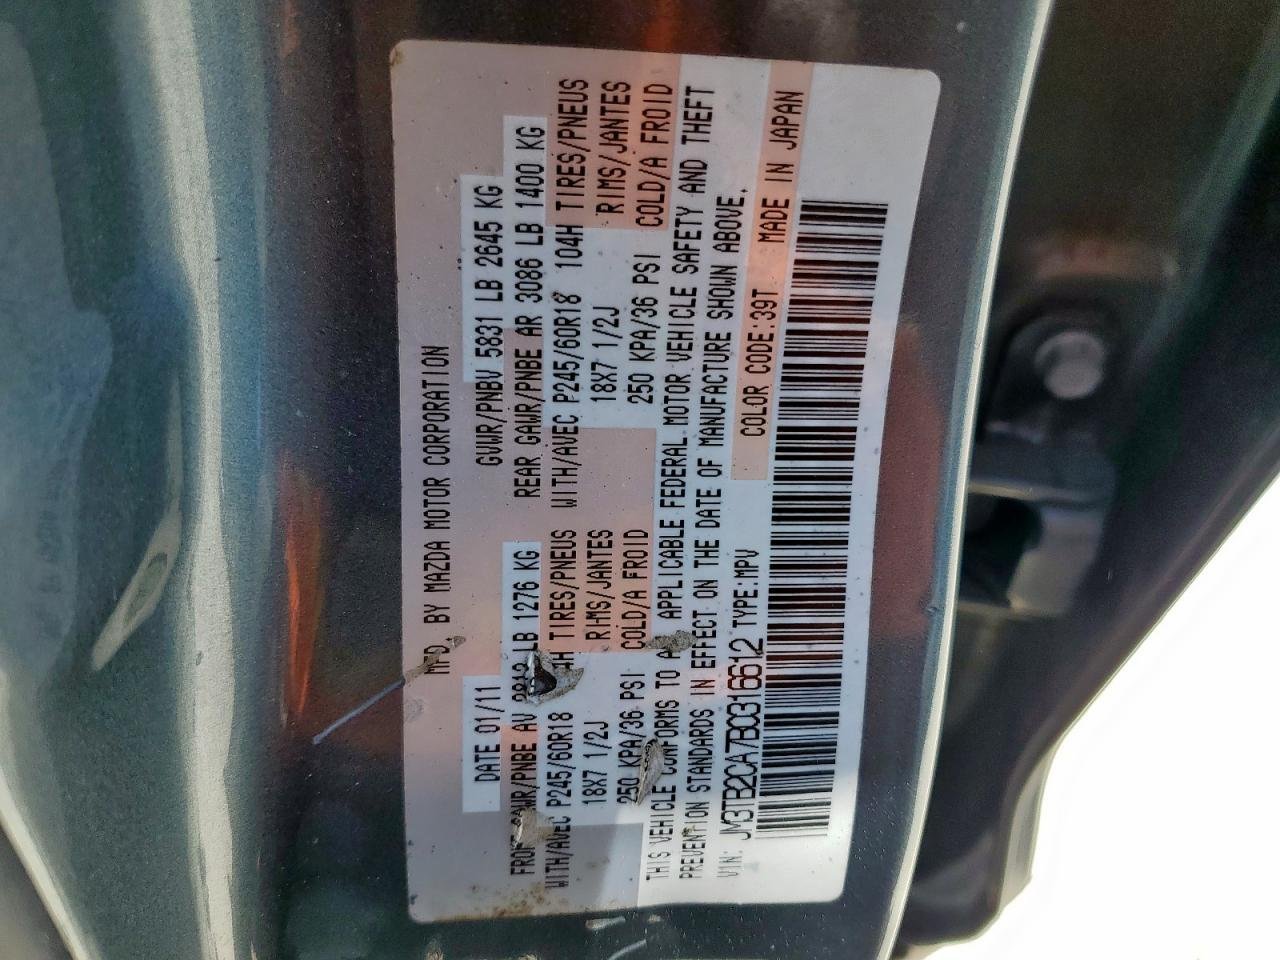 MFD. BY MAZDA MOTOR CORPORATION
DATE 01/11 GVWR/PNBV 5831 LB 2645 KG
GAWR/PNBE AV LB 1276 KG REAR GAWR/PNBE AR 3086 LB 1400 KG
WITH/AVEC P245/60R18 TIRES/PNEUS WITH/AVEC P245/60R18 104H TIRES/PNEUS
18X7 1/2J RIMS/JANTES 18X7 1/2J RIMS/JANTES
250 KPA/36 PSI COLD/A FROID 250 KPA/36 PSI COLD/A FROID
THIS VEHICLE CONFORMS TO APPLICABLE FEDERAL MOTOR VEHICLE SAFETY AND THEFT
PREVENTION STANDARDS IN EFFECT ON THE DATE OF MANUFACTURE SHOWN ABOVE.
VIN: JM3TB2CA7B0316612 TYPE:MPV COLOR CODE:39T MADE IN JAPAN